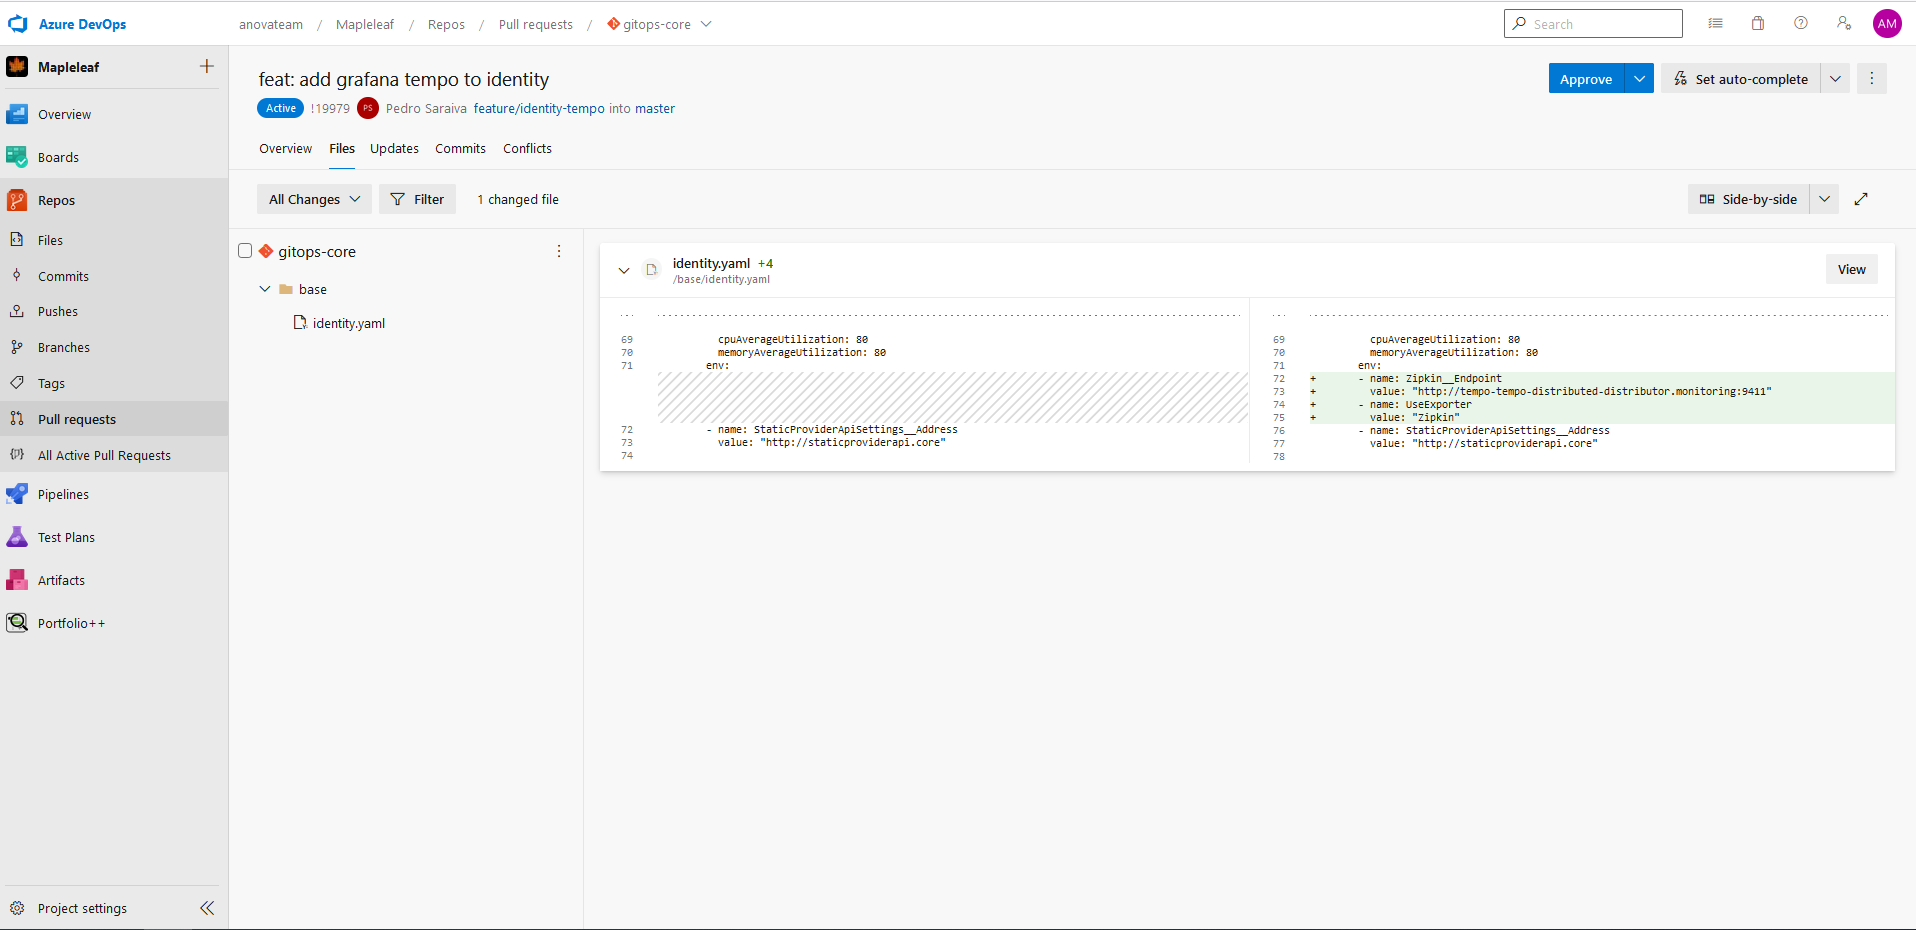 Azure DevOps
anovateam / Mapleleaf / Repos / Pull requests / gitops-core
Search
AM
Mapleleaf
Overview
Boards
Repos
Files
Commits
Pushes
Branches
Tags
Pull requests
All Active Pull Requests
Pipelines
Test Plans
Artifacts
Portfolio++
Project settings
feat: add grafana tempo to identity
Active !19979 PS Pedro Saraiva feature/identity-tempo into master
Approve
Set auto-complete
Overview Files Updates Commits Conflicts
All Changes Filter 1 changed file
Side-by-side
gitops-core
base
identity.yaml
identity.yaml +4
/base/identity.yaml
View
69 cpuAverageUtilization: 80
70 memoryAverageUtilization: 80
71 env:
72 - name: StaticProviderApiSettings__Address
73 value: "http://staticproviderapi.core"
74
69 cpuAverageUtilization: 80
70 memoryAverageUtilization: 80
71 env:
72 + - name: Zipkin__Endpoint
73 + value: "http://tempo-tempo-distributed-distributor.monitoring:9411"
74 + - name: UseExporter
75 + value: "Zipkin"
76 - name: StaticProviderApiSettings__Address
77 value: "http://staticproviderapi.core"
78